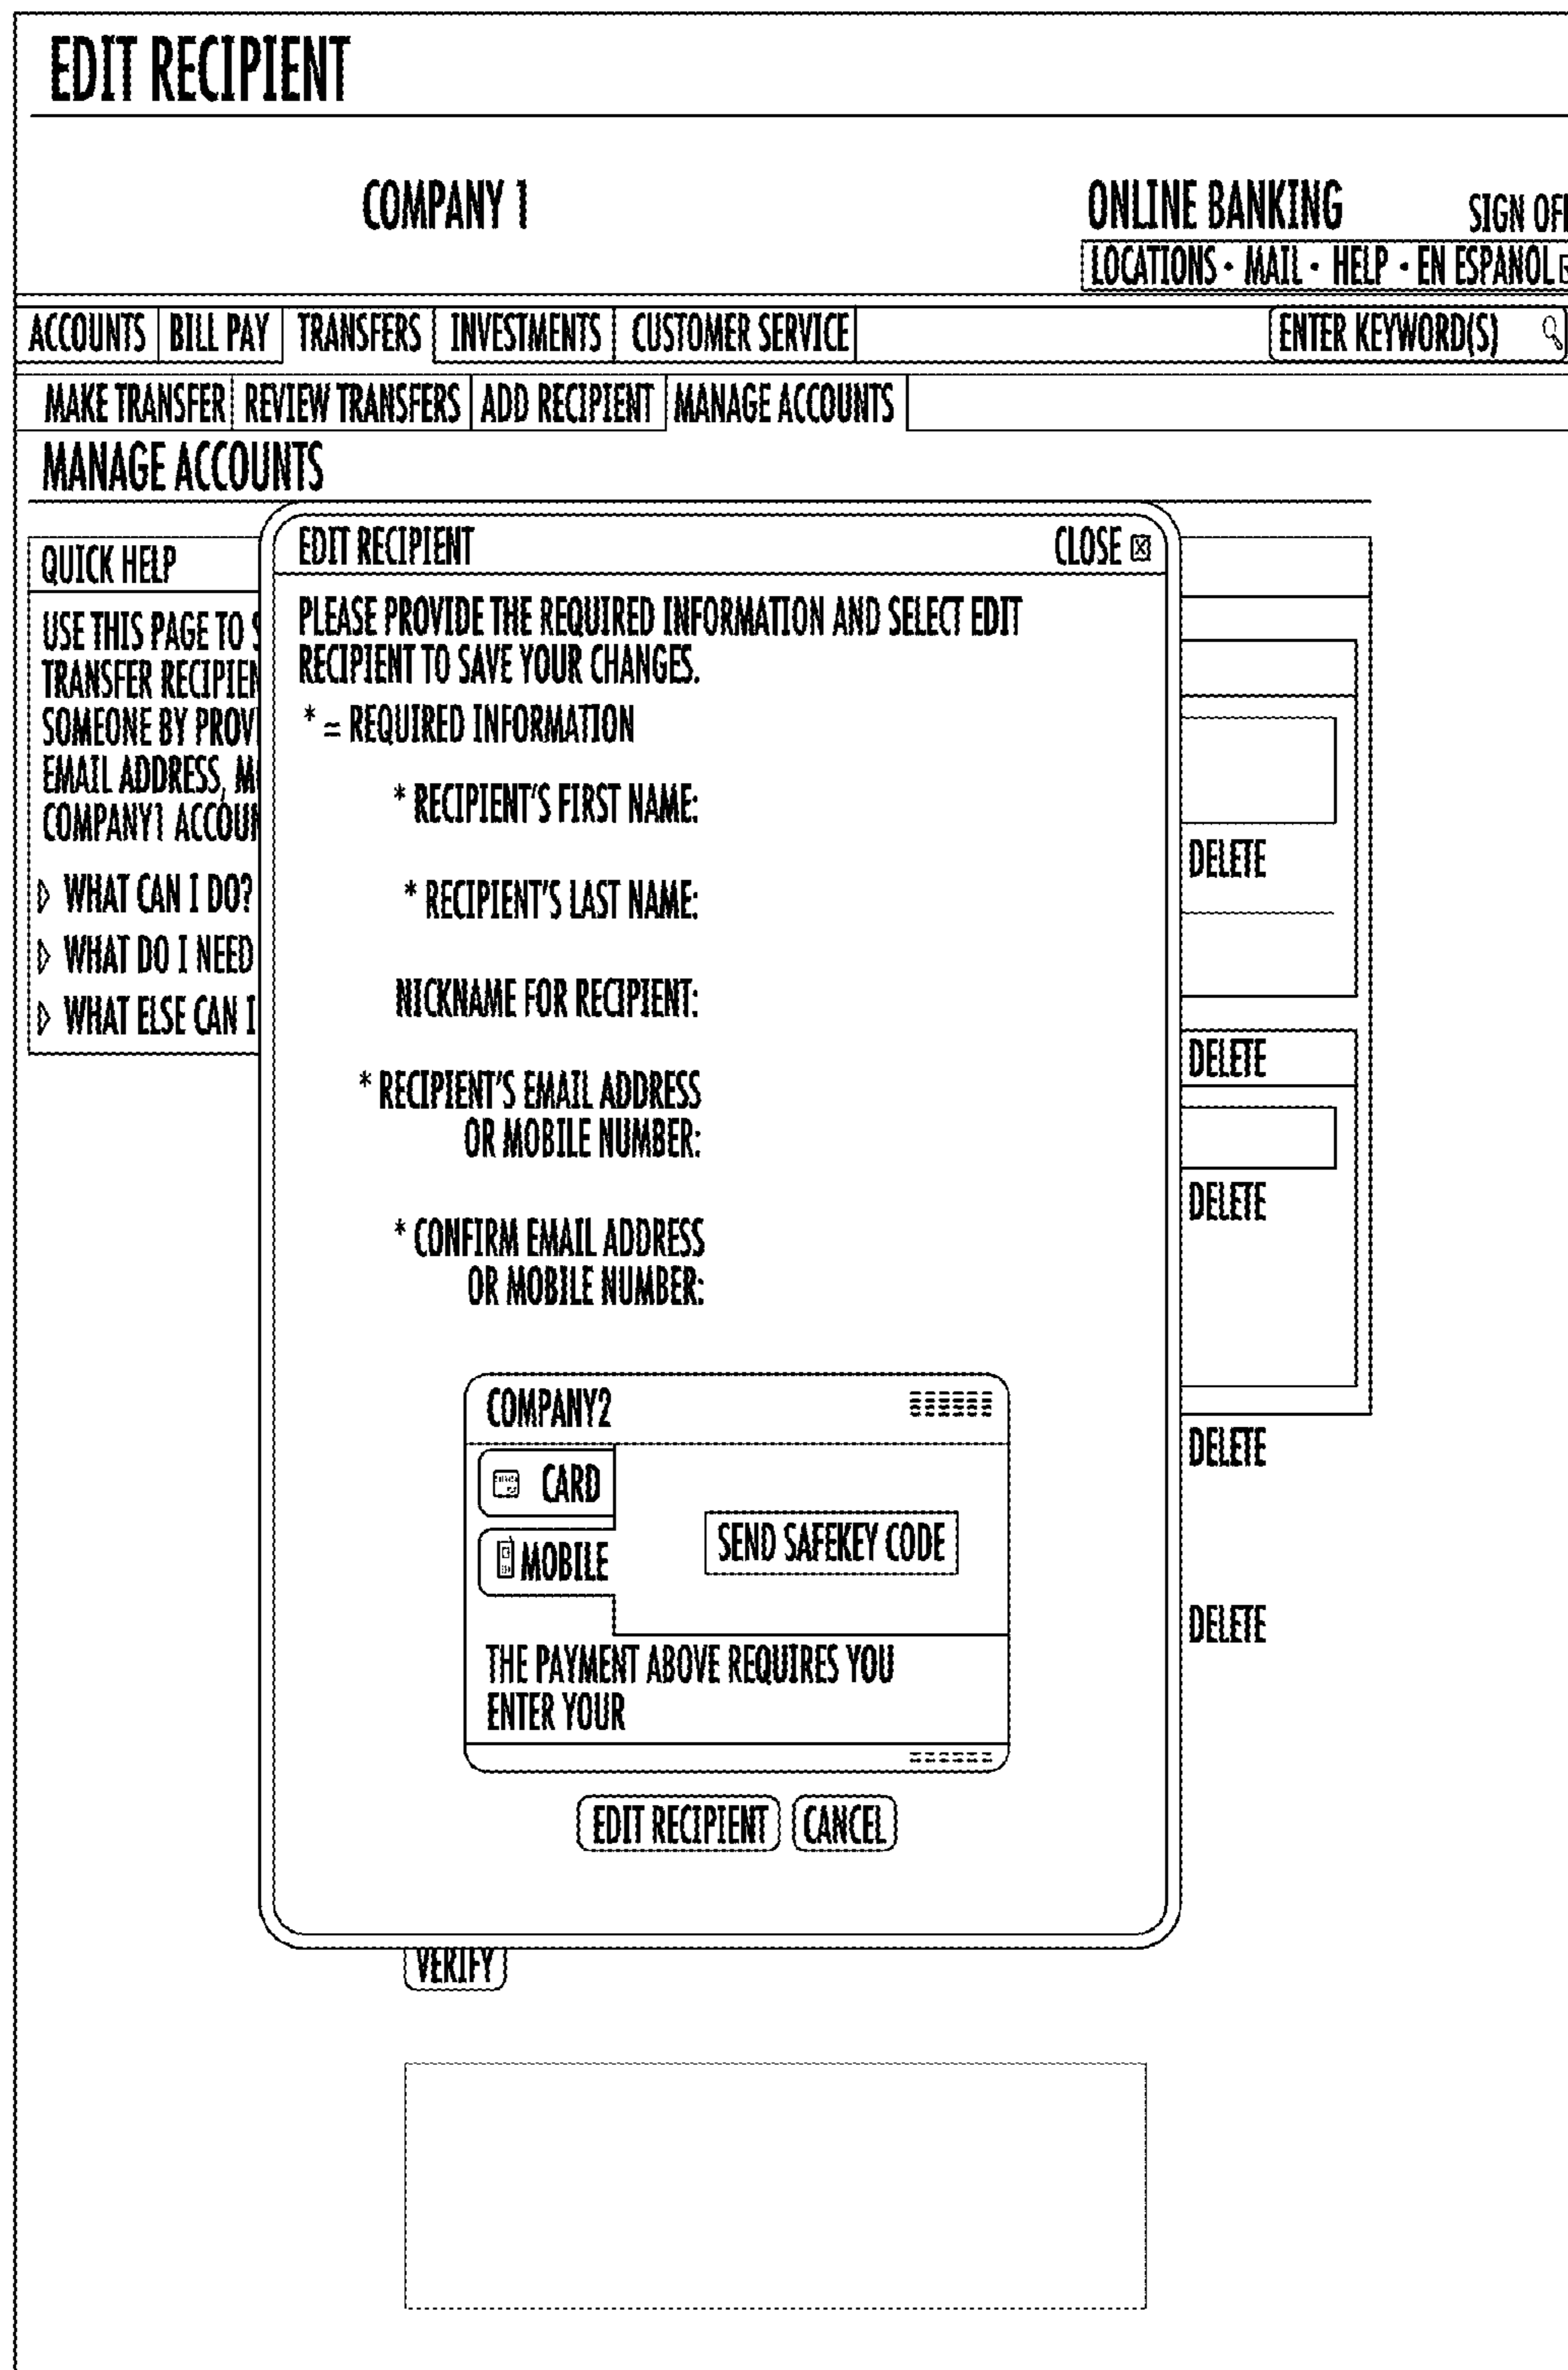 EDIT RECIPIENT
COMPANY 1
ONLINE BANKING
SIGN OFF
LOCATIONS · MAIL · HELP · EN ESPANOL
ACCOUNTS BILL PAY TRANSFERS INVESTMENTS CUSTOMER SERVICE ENTER KEYWORD(S)
MAKE TRANSFER REVIEW TRANSFERS ADD RECIPIENT MANAGE ACCOUNTS
MANAGE ACCOUNTS
QUICK HELP
USE THIS PAGE TO
TRANSFER
SOMEONE BY
EMAIL ADDRESS,
COMPANY1
WHAT CAN I DO?
WHAT DO I NEED
WHAT ELSE CAN I
EDIT RECIPIENT CLOSE
PLEASE PROVIDE THE REQUIRED INFORMATION AND SELECT EDIT
RECIPIENT TO SAVE YOUR CHANGES.
* = REQUIRED INFORMATION
* RECIPIENT'S FIRST NAME:
* RECIPIENT'S LAST NAME:
NICKNAME FOR RECIPIENT:
* RECIPIENT'S EMAIL ADDRESS
OR MOBILE NUMBER:
* CONFIRM EMAIL ADDRESS
OR MOBILE NUMBER:
COMPANY2
CARD
SEND SAFEKEY CODE
MOBILE
THE PAYMENT ABOVE REQUIRES YOU
ENTER YOUR
EDIT RECIPIENT CANCEL
VERIFY
DELETE
DELETE
DELETE
DELETE
DELETE